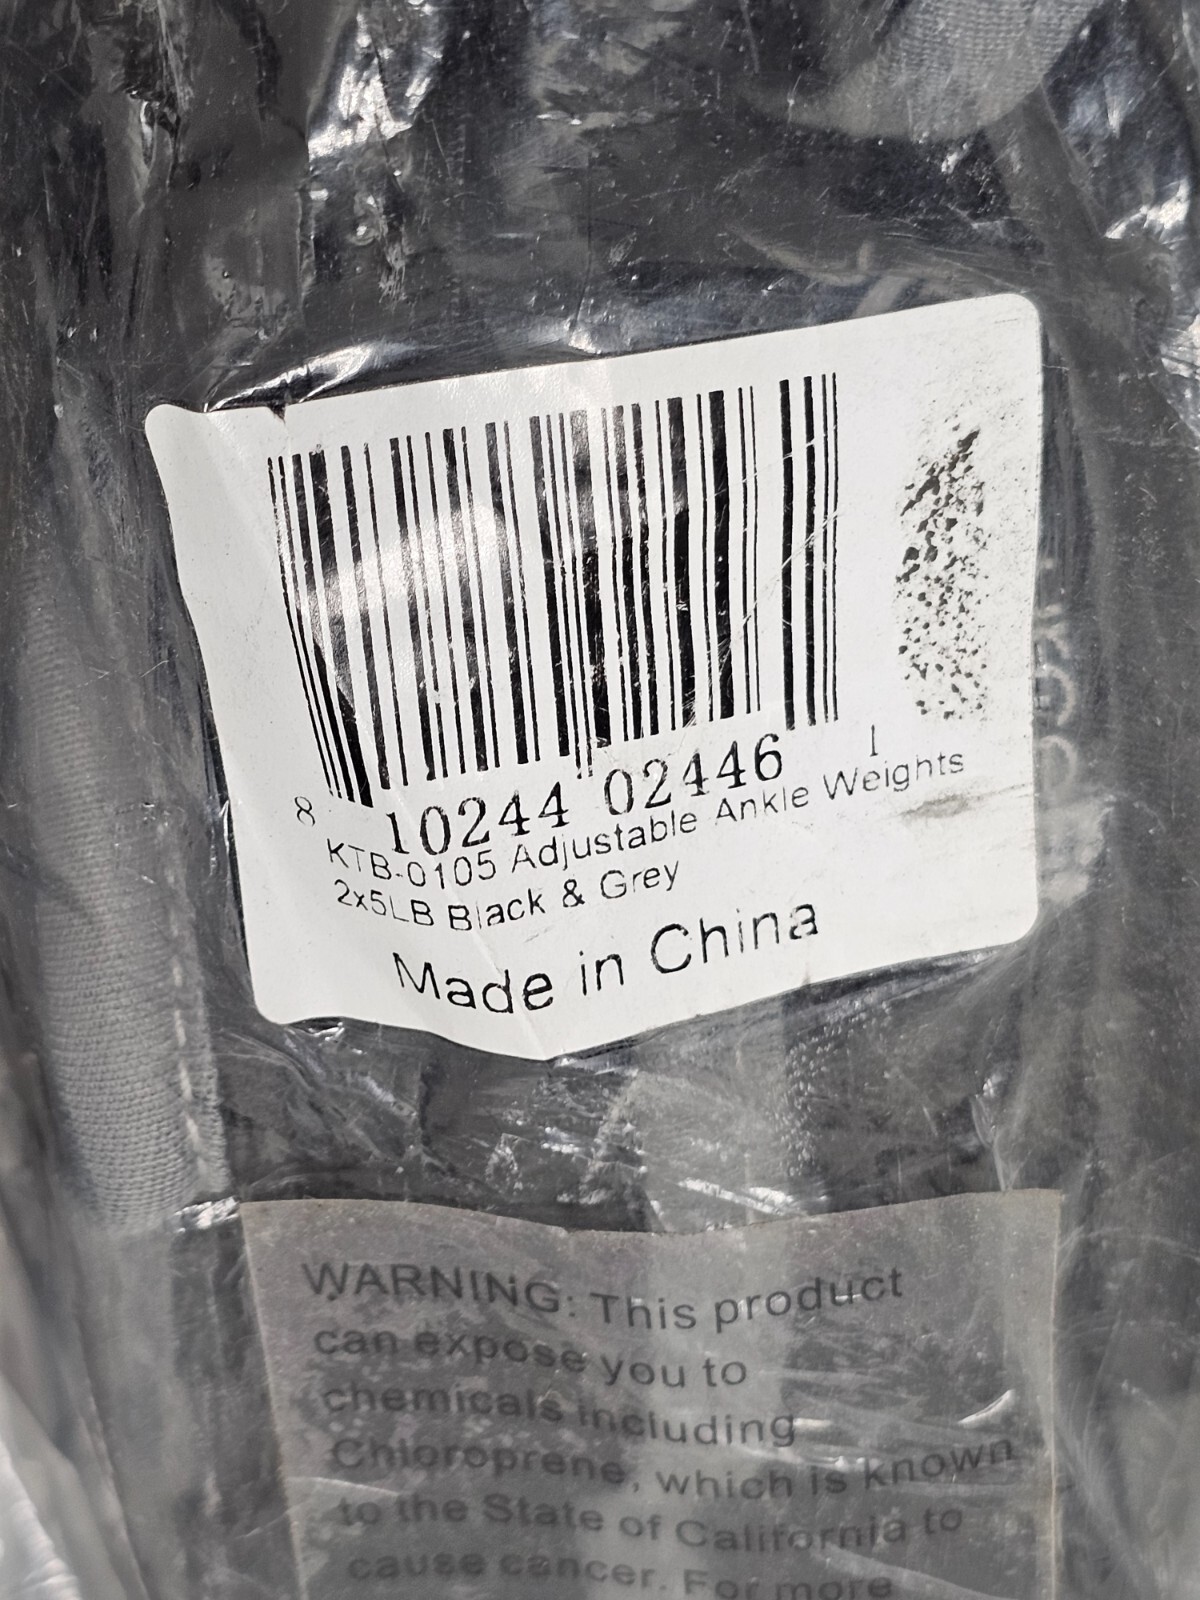 8 10244 02446 1
KTB-0105 Adjustable Ankle Weights
2x5LB Black & Grey
Made in China
WARNING: This product
can expose you to
chemicals including
Chloroprene, which is known
to the State of California to
cause cancer. For more